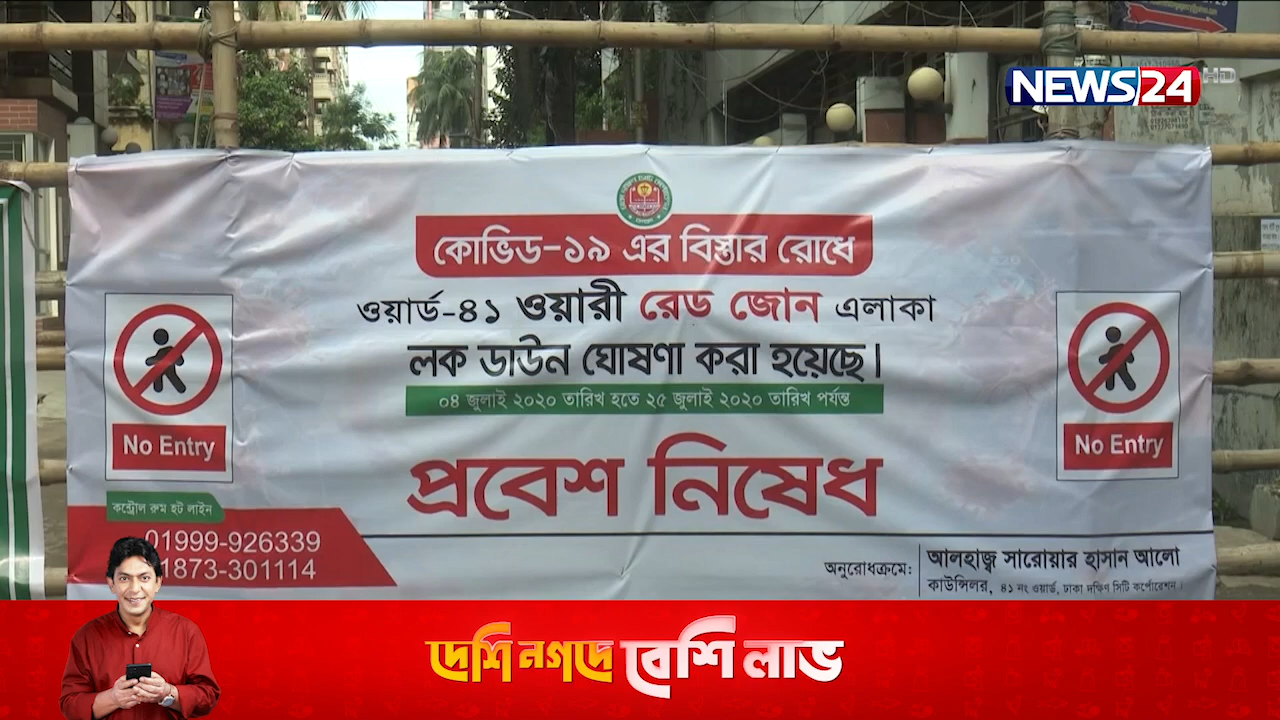 NEWS24 HD
কোভিড-১৯ এর বিস্তার রোধে
ওয়ার্ড-৪১ ওয়ারী রেড জোন এলাকা
লক ডাউন ঘোষণা করা হয়েছে।
০৪ জুলাই ২০২০ তারিখ হতে ২৫ জুলাই ২০২০ তারিখ পর্যন্ত
প্রবেশ নিষেধ
No Entry
No Entry
কন্ট্রোল রুম হট লাইন
01999-926339
1873-301114
অনুরোধক্রমে:
আলহাজ্ব সারোয়ার হাসান আলো
কাউন্সিলর, ৪১ নং ওয়ার্ড, ঢাকা দক্ষিণ সিটি কর্পোরেশন।
দেশি নগদে বেশি লাভ